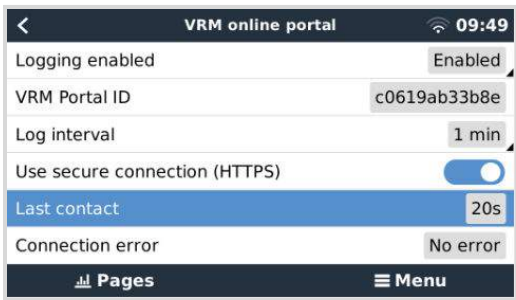 VRM online portal 09:49
Logging enabled Enabled
VRM Portal ID c0619ab33b8e
Log interval 1 min
Use secure connection (HTTPS)
Last contact 20s
Connection error No error
Pages Menu